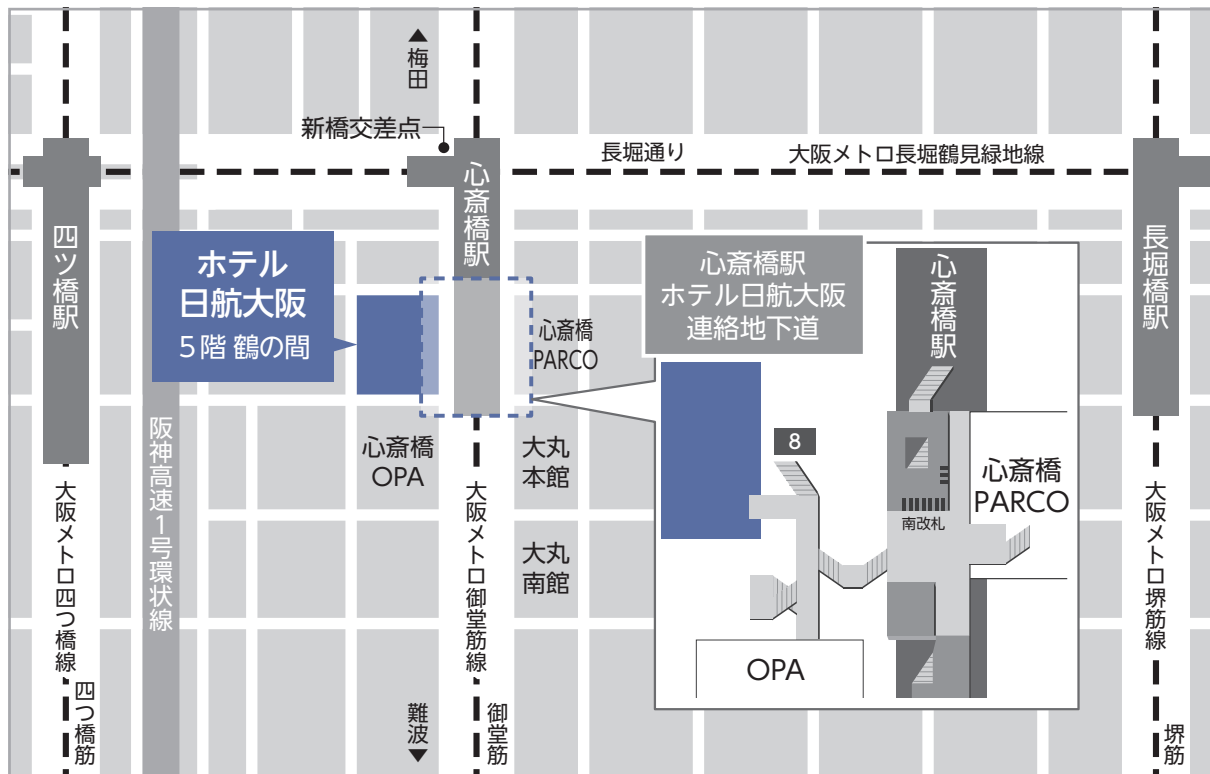 ▲梅田
新橋交差点
長堀通り
大阪メトロ長堀鶴見緑地線
四ツ橋駅
心斎橋駅
長堀橋駅
ホテル
日航大阪
5階 鶴の間
心斎橋
PARCO
心斎橋駅
ホテル日航大阪
連絡地下道
心斎橋駅
8
心斎橋
PARCO
南改札
OPA
阪神高速1号環状線
心斎橋
OPA
大丸
本館
大丸
南館
大阪メトロ四つ橋線
四つ橋筋
大阪メトロ御堂筋線
御堂筋
難波▼
大阪メトロ堺筋線
堺筋